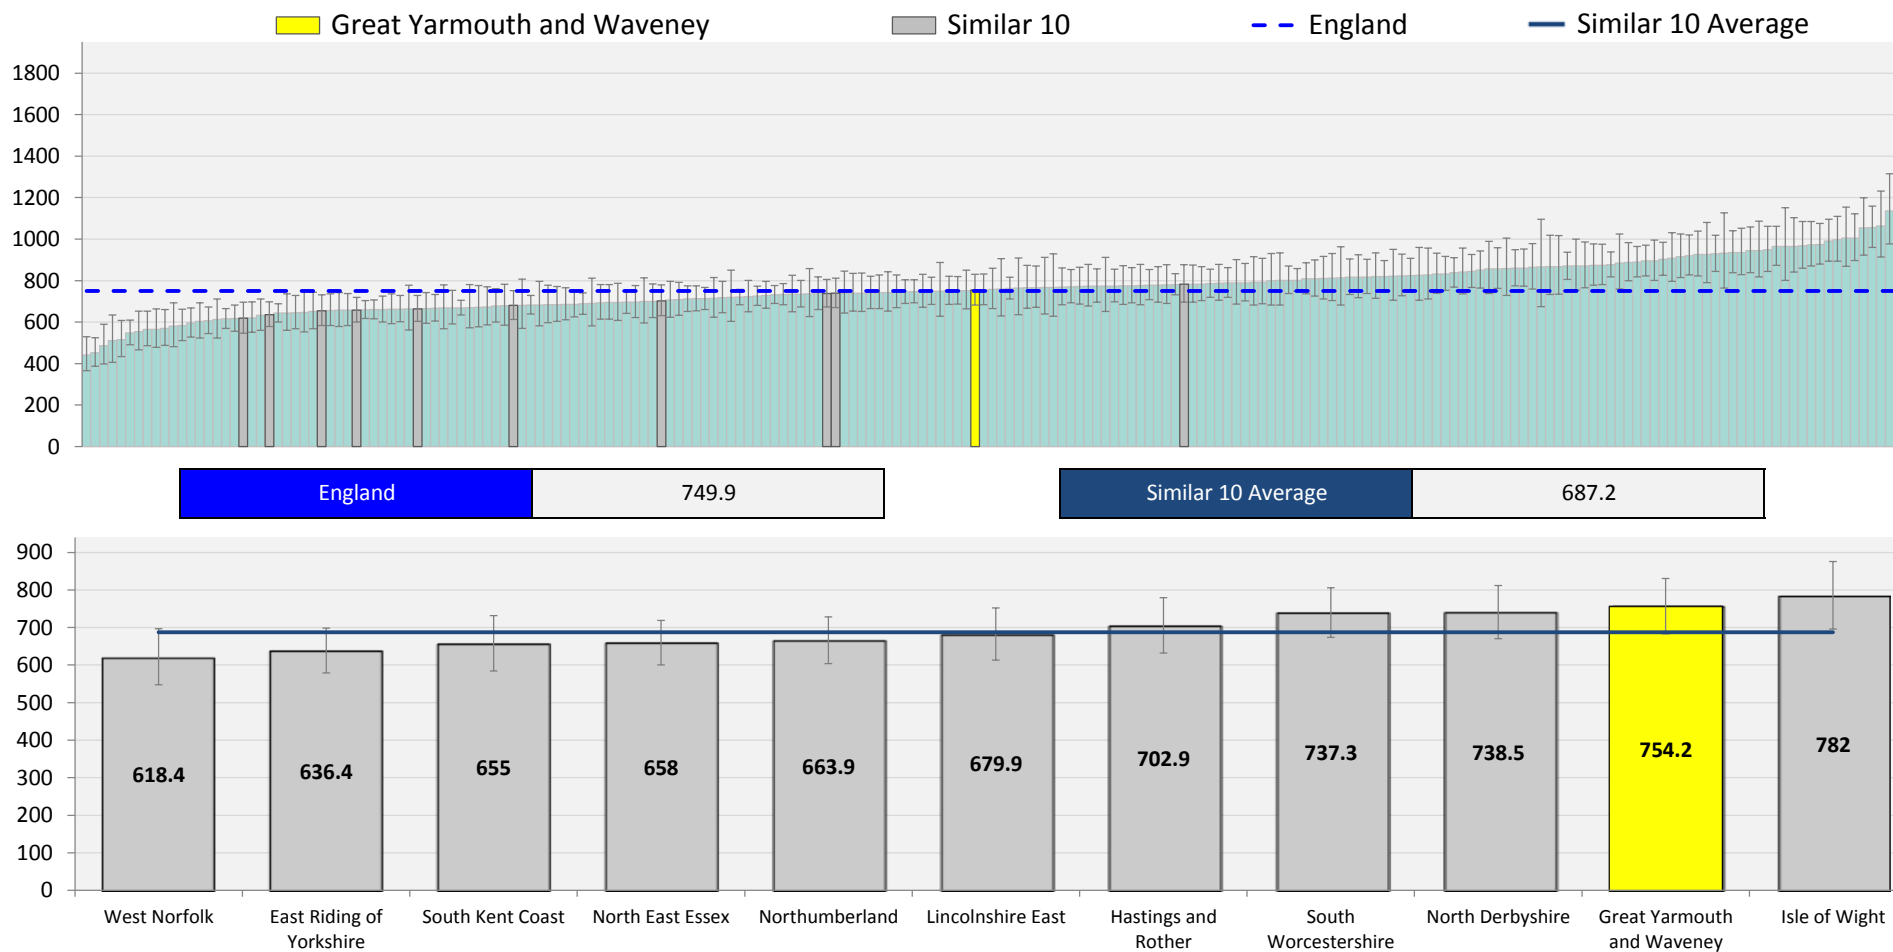 Great Yarmouth and Waveney Similar 10 England Similar 10 Average
1800
1600
1400
1200
1000
800
600
400
200
0
England 749.9 Similar 10 Average 687.2
900
800
700
600
500
400
300
200
100
0
618.4 636.4 655 658 663.9 679.9 702.9 737.3 738.5 754.2 782
West Norfolk
East Riding of
Yorkshire
South Kent Coast
North East Essex
Northumberland
Lincolnshire East
Hastings and
Rother
South
Worcestershire
North Derbyshire
Great Yarmouth
and Waveney
Isle of Wight